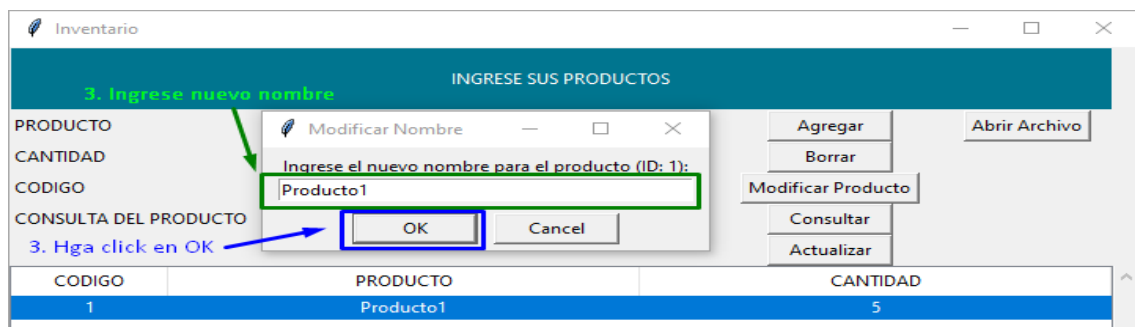 Inventario
INGRESE SUS PRODUCTOS
3. Ingrese nuevo nombre
PRODUCTO
Modificar Nombre
Agregar
Abrir Archivo
CANTIDAD
Ingrese el nuevo nombre para el producto (ID: 1):
Borrar
CODIGO
Producto1
Modificar Producto
CONSULTA DEL PRODUCTO
OK
Cancel
Consultar
3. Hga click en OK
Actualizar
CODIGO PRODUCTO CANTIDAD
1 Producto1 5